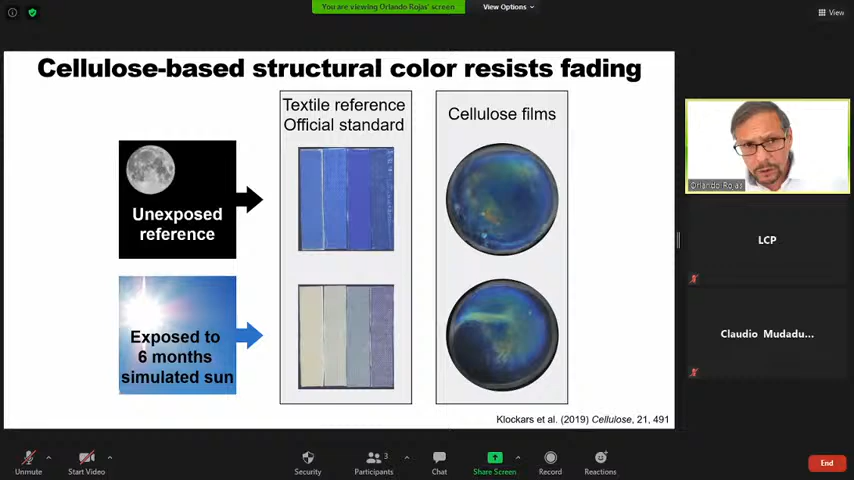 You are viewing Orlando Rojas' screen
View Options
View
Cellulose-based structural color resists fading
Textile reference
Official standard
Cellulose films
Unexposed
reference
Exposed to
6 months
simulated sun
Klockars et al. (2019) Cellulose, 21, 491
Orlando Rojas
LCP
Claudio Mudadu...
Unmute
Start Video
Security
Participants
3
Chat
Share Screen
Record
Reactions
End